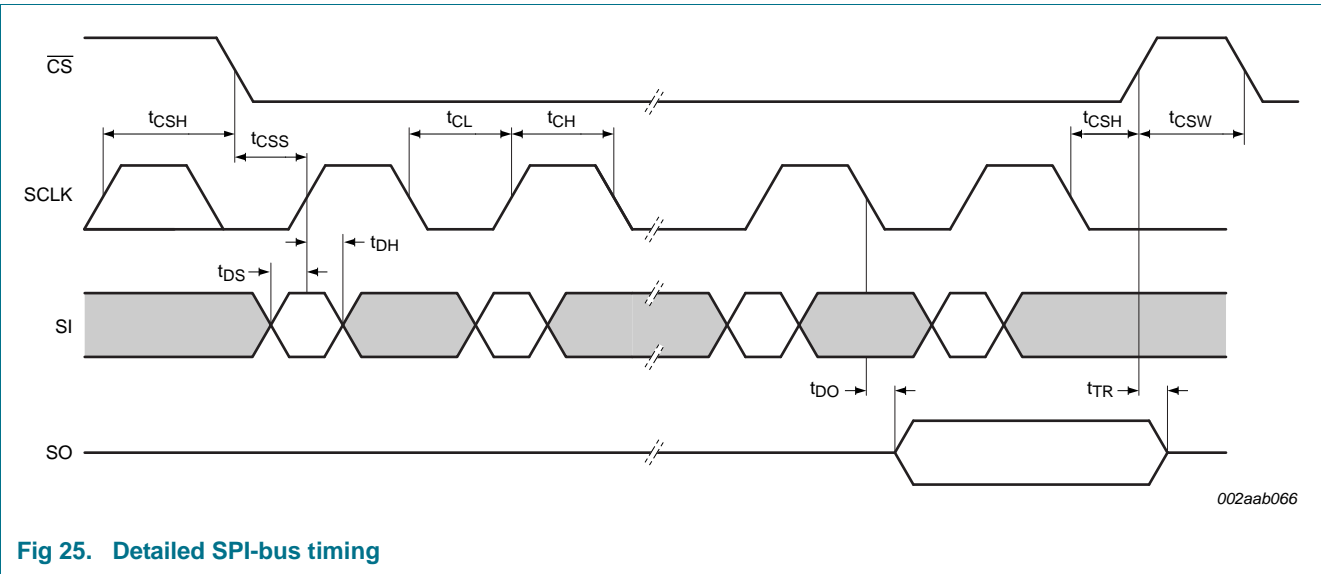 CS
tCSH
tCSS
tCL
tCH
tCSH
tCSW
SCLK
tDH
tDS
SI
tDO
tTR
SO
002aab066
Fig 25. Detailed SPI-bus timing